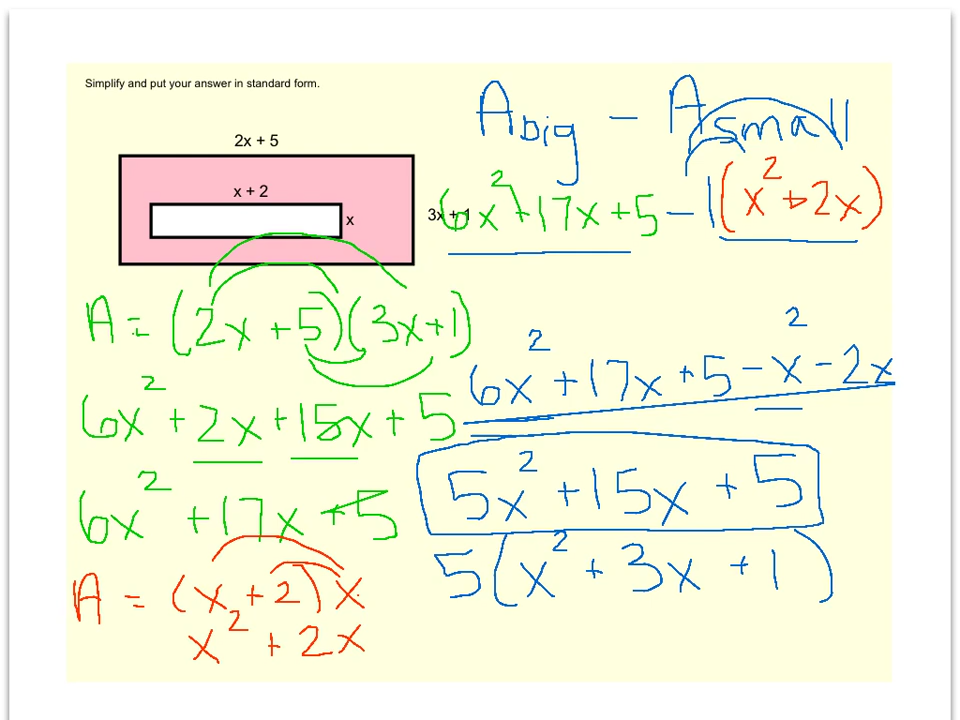 Simplify and put your answer in standard form.
A big - A small
2x + 5
x + 2
x
3x + 1
6x² + 17x + 5 - 1(x² + 2x)
A = (2x + 5)(3x + 1)
6x² + 2x + 15x + 5
6x² + 17x + 5
A = (x + 2)x
x² + 2x
6x² + 17x + 5 - x² - 2x
5x² + 15x + 5
5(x² + 3x + 1)